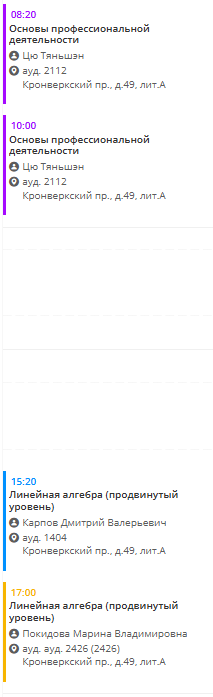 08:20
Основы профессиональной
деятельности
Цю Тяньшэн
ауд. 2112
Кронверкский пр., д.49, лит.А
10:00
Основы профессиональной
деятельности
Цю Тяньшэн
ауд. 2112
Кронверкский пр., д.49, лит.А
15:20
Линейная алгебра (продвинутый
уровень)
Карпов Дмитрий Валерьевич
ауд. 1404
Кронверкский пр., д.49, лит.А
17:00
Линейная алгебра (продвинутый
уровень)
Покидова Марина Владимировна
ауд. ауд. 2426 (2426)
Кронверкский пр., д.49, лит.А